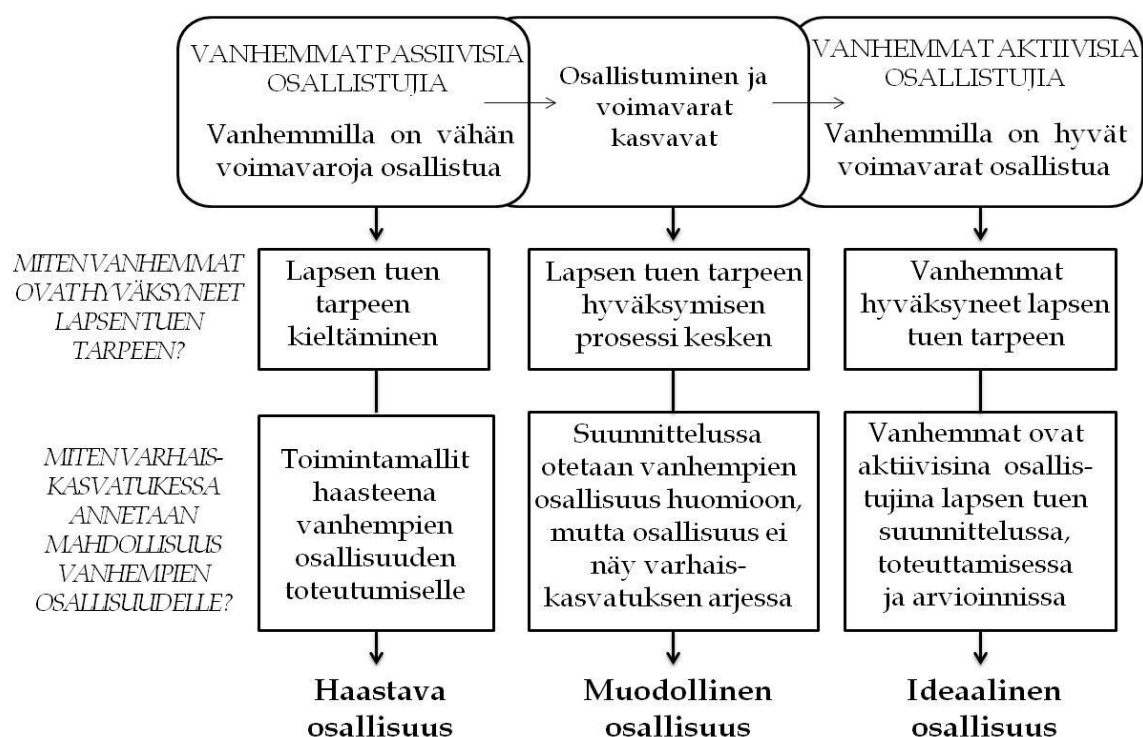 VANHEMMAT PASSIIVISIA
OSALLISTUJIA
Vanhemmilla on vähän
voimavaroja osallistua
Osallistuminen ja
voimavarat
kasvavat
VANHEMMAT AKTIIVISIA
OSALLISTUJIA
Vanhemmilla on hyvät
voimavarat osallistua
MITEN VANHEMMAT
OVAT HYVÄKSYNEET
LAPSEN TUEN
TARPEEN?
Lapsen tuen
tarpeen
kieltäminen
Lapsen tuen tarpeen
hyväksymisen
prosessi kesken
Vanhemmat
hyväksyneet lapsen
tuen tarpeen
MITEN VARHAIS-
KASVATUKESSA
ANNETAAN
MAHDOLLISUUS
VANHEMPIEN
OSALLISUUDELLE?
Toimintamallit
haasteena
vanhempien
osallisuuden
toteutumiselle
Suunnittelussa
otetaan vanhempien
osallisuus huomioon,
mutta osallisuus ei
näy varhais-
kasvatuksen arjessa
Vanhemmat ovat
aktiivisina osallis-
tujina lapsen tuen
suunnittelussa,
toteuttamisessa
ja arvioinnissa
Haastava
osallisuus
Muodollinen
osallisuus
Ideaalinen
osallisuus